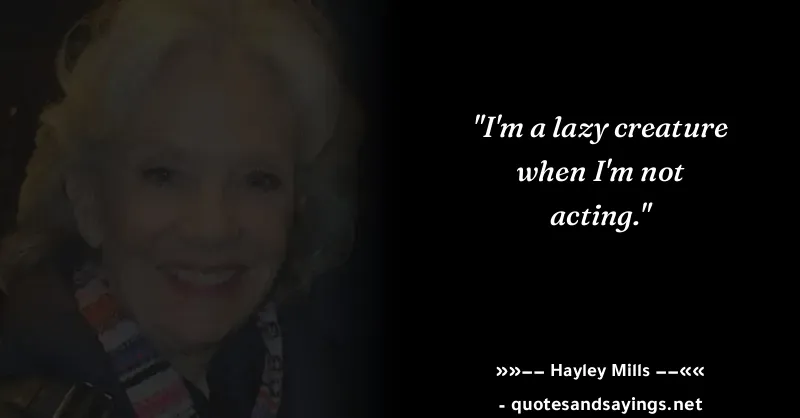 "I'm a lazy creature
when I'm not
acting."
»»−− Hayley Mills −−««
- quotesandsayings.net